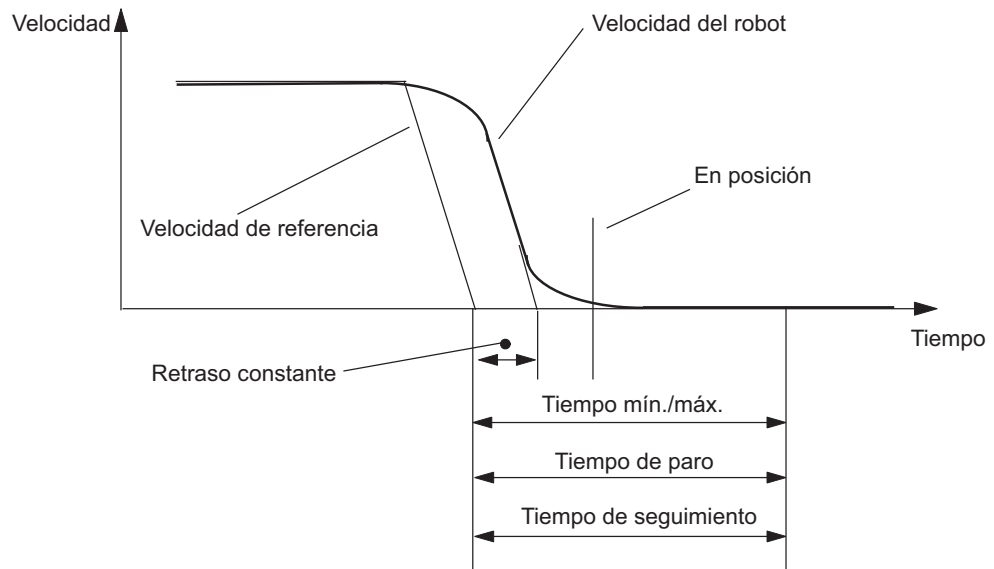 Velocidad
Velocidad del robot
En posición
Velocidad de referencia
Tiempo
Retraso constante
Tiempo mín./máx.
Tiempo de paro
Tiempo de seguimiento